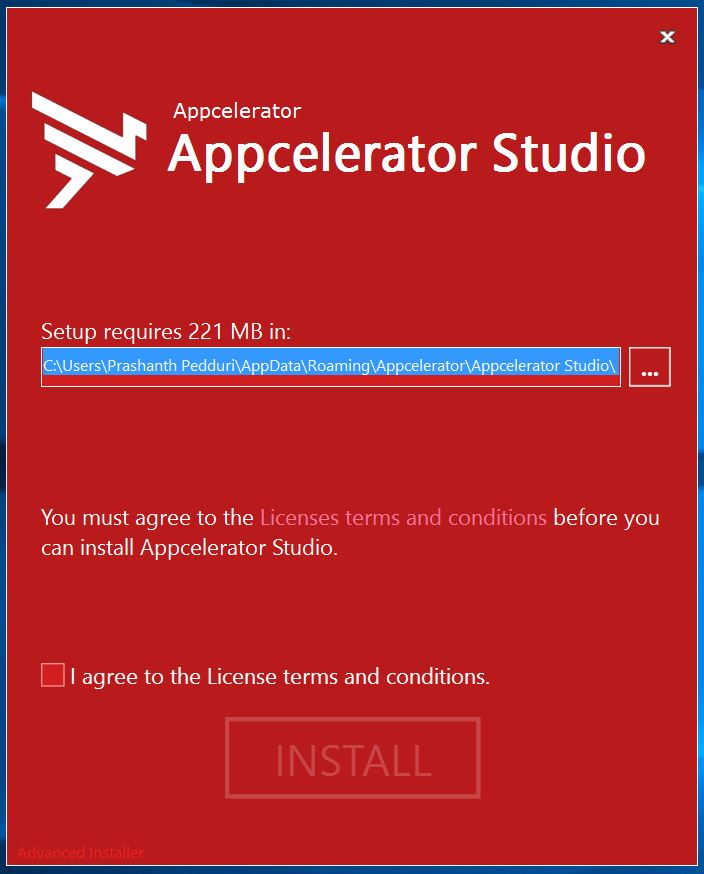 Appcelerator
Appcelerator Studio
Setup requires 221 MB in:
C:\Users\Prashanth Pedduri\AppData\Roaming\Appcelerator\Appcelerator Studio\
...
You must agree to the Licenses terms and conditions before you
can install Appcelerator Studio.
I agree to the License terms and conditions.
INSTALL
Advanced Installer